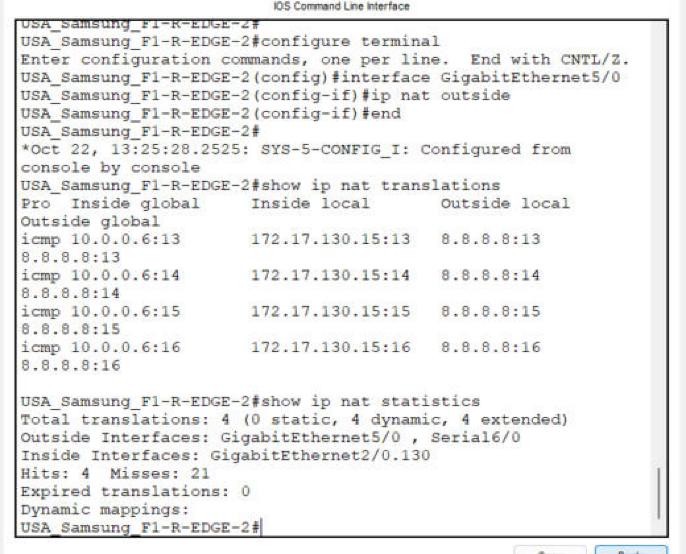 IOS Command Line Interface
USA_Samsung_F1-R-EDGE-2#
USA_Samsung_F1-R-EDGE-2#configure terminal
Enter configuration commands, one per line.  End with CNTL/Z.
USA_Samsung_F1-R-EDGE-2(config)#interface GigabitEthernet5/0
USA_Samsung_F1-R-EDGE-2(config-if)#ip nat outside
USA_Samsung_F1-R-EDGE-2(config-if)#end
USA_Samsung_F1-R-EDGE-2#
*Oct 22, 13:25:28.2525: SYS-5-CONFIG_I: Configured from
console by console
USA_Samsung_F1-R-EDGE-2#show ip nat translations
Pro  Inside global     Inside local       Outside local
Outside global
icmp 10.0.0.6:13       172.17.130.15:13   8.8.8.8:13
8.8.8.8:13
icmp 10.0.0.6:14       172.17.130.15:14   8.8.8.8:14
8.8.8.8:14
icmp 10.0.0.6:15       172.17.130.15:15   8.8.8.8:15
8.8.8.8:15
icmp 10.0.0.6:16       172.17.130.15:16   8.8.8.8:16
8.8.8.8:16
USA_Samsung_F1-R-EDGE-2#show ip nat statistics
Total translations: 4 (0 static, 4 dynamic, 4 extended)
Outside Interfaces: GigabitEthernet5/0 , Serial6/0
Inside Interfaces: GigabitEthernet2/0.130
Hits: 4  Misses: 21
Expired translations: 0
Dynamic mappings:
USA_Samsung_F1-R-EDGE-2#